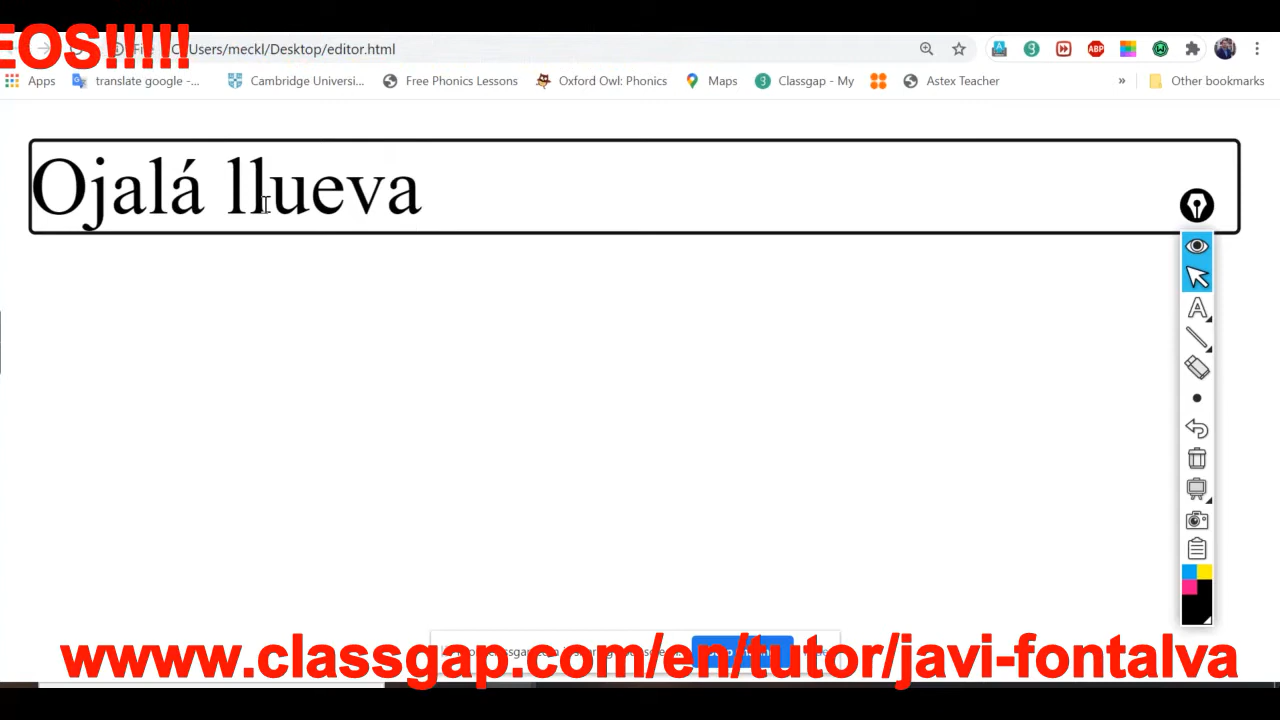 EOS!!!!!
C:/Users/meckl/Desktop/editor.html
Apps translate google -... Cambridge Universi... Free Phonics Lessons Oxford Owl: Phonics Maps Classgap - My Astex Teacher » Other bookmarks
ABP
Ojalá llueva
A
www.classgap.com/en/tutor/javi-fontalva